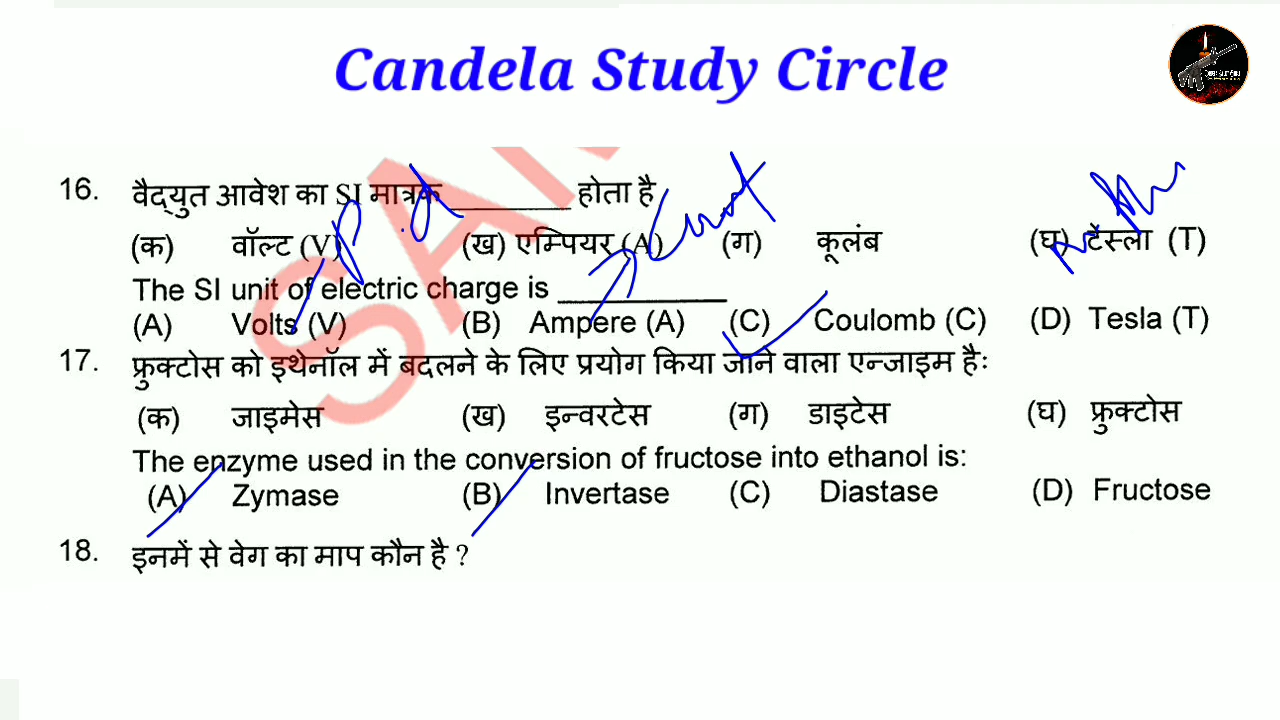 Candela Study Circle
16. वैद्युत आवेश का SI मात्रक ________ होता है
(क) वॉल्ट (V) (ख) एम्पियर (A) (ग) कूलंब (घ) टेस्ला (T)
The SI unit of electric charge is ___________
(A) Volts (V) (B) Ampere (A) (C) Coulomb (C) (D) Tesla (T)
17. फ्रुक्टोस को इथेनॉल में बदलने के लिए प्रयोग किया जाने वाला एन्जाइम हैः
(क) जाइमेस (ख) इन्वरटेस (ग) डाइटेस (घ) फ्रुक्टोस
The enzyme used in the conversion of fructose into ethanol is:
(A) Zymase (B) Invertase (C) Diastase (D) Fructose
18. इनमें से वेग का माप कौन है ?